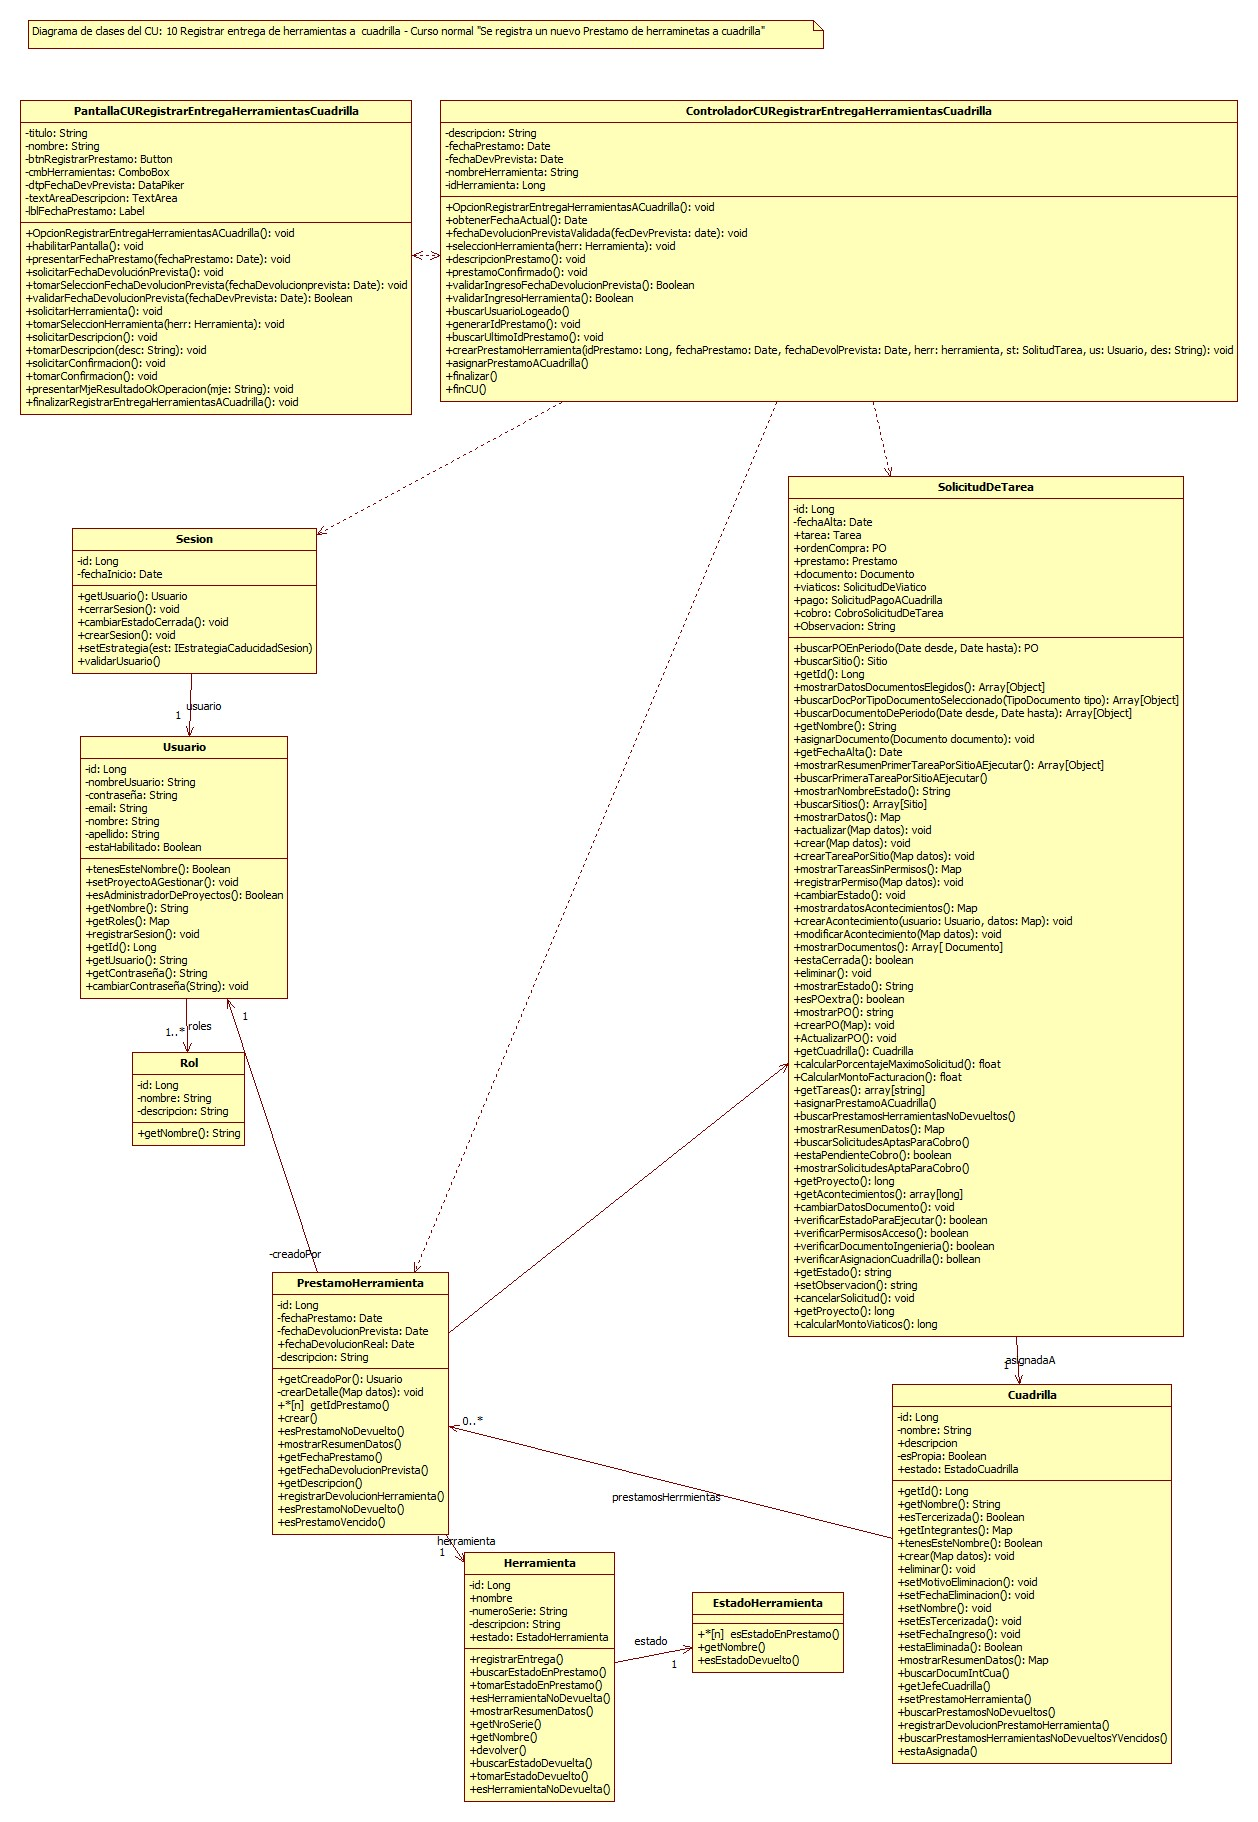 Diagrama de clases del CU: 10 Registrar entrega de herramientas a  cuadrilla - Curso normal "Se registra un nuevo Prestamo de herraminetas a cuadrilla"
PantallaCURegistrarEntregaHerramientasCuadrilla
-titulo: String
-nombre: String
-btnRegistrarPrestamo: Button
-cmbHerramientas: ComboBox
-dtpFechaDevPrevista: DataPiker
-textAreaDescripcion: TextArea
-lblFechaPrestamo: Label
+OpcionRegistrarEntregaHerramientasACuadrilla(): void
+habilitarPantalla(): void
+presentarFechaPrestamo(fechaPrestamo: Date): void
+solicitarFechaDevoluciónPrevista(): void
+tomarSeleccionFechaDevolucionPrevista(fechaDevolucionprevista: Date): void
+validarFechaDevolucionPrevista(fechaDevPrevista: Date): Boolean
+solicitarHerramienta(): void
+tomarSeleccionHerramienta(herr: Herramienta): void
+solicitarDescripcion(): void
+tomarDescripcion(desc: String): void
+solicitarConfirmacion(): void
+tomarConfirmacion(): void
+presentarMjeResultadoOkOperacion(mje: String): void
+finalizarRegistrarEntregaHerramientasACuadrilla(): void
ControladorCURegistrarEntregaHerramientasCuadrilla
-descripcion: String
-fechaPrestamo: Date
-fechaDevPrevista: Date
-nombreHerramienta: String
-idHerramienta: Long
+OpcionRegistrarEntregaHerramientasACuadrilla(): void
+obtenerFechaActual(): Date
+fechaDevolucionPrevistaValidada(fecDevPrevista: date): void
+seleccionHerramienta(herr: Herramienta): void
+descripcionPrestamo(): void
+prestamoConfirmado(): void
+validarIngresoFechaDevolucionPrevista(): Boolean
+validarIngresoHerramienta(): Boolean
+buscarUsuarioLogeado()
+generarIdPrestamo(): void
+buscarUltimoIdPrestamo(): void
+crearPrestamoHerramienta(idPrestamo: Long, fechaPrestamo: Date, fechaDevolPrevista: Date, herr: herramienta, st: SolitudTarea, us: Usuario, des: String): void
+asignarPrestamoACuadrilla()
+finalizar()
+finCU()
Sesion
-id: Long
-fechaInicio: Date
+getUsuario(): Usuario
+cerrarSesion(): void
+cambiarEstadoCerrada(): void
+crearSesion(): void
+setEstrategia(est: IEstrategiaCaducidadSesion)
+validarUsuario()
usuario
1
Usuario
-id: Long
-nombreUsuario: String
-contraseña: String
-email: String
-nombre: String
-apellido: String
-estaHabilitado: Boolean
+tenesEsteNombre(): Boolean
+setProyectoAGestionar(): void
+esAdministradorDeProyectos(): Boolean
+getNombre(): String
+getRoles(): Map
+registrarSesion(): void
+getId(): Long
+getUsuario(): String
+getContraseña(): String
+cambiarContraseña(String): void
1
1..*
roles
Rol
-id: Long
-nombre: String
-descripcion: String
+getNombre(): String
SolicitudDeTarea
-id: Long
-fechaAlta: Date
+tarea: Tarea
+ordenCompra: PO
+prestamo: Prestamo
+documento: Documento
+viaticos: SolicitudDeViatico
+pago: SolicitudPagoACuadrilla
+cobro: CobroSolicitudDeTarea
+Observacion: String
+buscarPOEnPeriodo(Date desde, Date hasta): PO
+buscarSitio(): Sitio
+getId(): Long
+mostrarDatosDocumentosElegidos(): Array[Object]
+buscarDocPorTipoDocumentoSeleccionado(TipoDocumento tipo): Array[Object]
+buscarDocumentoDePeriodo(Date desde, Date hasta): Array[Object]
+getNombre(): String
+asignarDocumento(Documento documento): void
+getFechaAlta(): Date
+mostrarResumenPrimerTareaPorSitioAEjecutar(): Array[Object]
+buscarPrimeraTareaPorSitioAEjecutar()
+mostrarNombreEstado(): String
+buscarSitios(): Array[Sitio]
+mostrarDatos(): Map
+actualizar(Map datos): void
+crear(Map datos): void
+crearTareaPorSitio(Map datos): void
+mostrarTareasSinPermisos(): Map
+registrarPermiso(Map datos): void
+cambiarEstado(): void
+mostrardatosAcontecimientos(): Map
+crearAcontecimiento(usuario: Usuario, datos: Map): void
+modificarAcontecimiento(Map datos): void
+mostrarDocumentos(): Array[ Documento]
+estaCerrada(): boolean
+eliminar(): void
+mostrarEstado(): String
+esPOextra(): boolean
+mostrarPO(): string
+crearPO(Map): void
+ActualizarPO(): void
+getCuadrilla(): Cuadrilla
+calcularPorcentajeMaximoSolicitud(): float
+CalcularMontoFacturacion(): float
+getTareas(): array[string]
+asignarPrestamoACuadrilla()
+buscarPrestamosHerramientasNoDevueltos()
+mostrarResumenDatos(): Map
+buscarSolicitudesAptasParaCobro()
+estaPendienteCobro(): boolean
+mostrarSolicitudesAptaParaCobro()
+getProyecto(): long
+getAcontecimientos(): array[long]
+cambiarDatosDocumento(): void
+verificarEstadoParaEjecutar(): boolean
+verificarPermisosAcceso(): boolean
+verificarDocumentoIngenieria(): boolean
+verificarAsignacionCuadrilla(): bollean
+getEstado(): string
+setObservacion(): string
+cancelarSolicitud(): void
+getProyecto(): long
+calcularMontoViaticos(): long
-creadoPor
PrestamoHerramienta
-id: Long
-fechaPrestamo: Date
-fechaDevolucionPrevista: Date
+fechaDevolucionReal: Date
-descripcion: String
+getCreadoPor(): Usuario
-crearDetalle(Map datos): void
+*[n]  getIdPrestamo()
+crear()
+esPrestamoNoDevuelto()
+mostrarResumenDatos()
+getFechaPrestamo()
+getFechaDevolucionPrevista()
+getDescripcion()
+registrarDevolucionHerramienta()
+esPrestamoNoDevuelto()
+esPrestamoVencido()
0..*
prestamosHerrmientas
asignadaA
1
Cuadrilla
-id: Long
-nombre: String
+descripcion
-esPropia: Boolean
+estado: EstadoCuadrilla
+getId(): Long
+getNombre(): String
+esTercerizada(): Boolean
+getIntegrantes(): Map
+tenesEsteNombre(): Boolean
+crear(Map datos): void
+eliminar(): void
+setMotivoEliminacion(): void
+setFechaEliminacion(): void
+setNombre(): void
+setEsTercerizada(): void
+setFechaIngreso(): void
+estaEliminada(): Boolean
+mostrarResumenDatos(): Map
+buscarDocumIntCua()
+getJefeCuadrilla()
+setPrestamoHerramienta()
+buscarPrestamosNoDevueltos()
+registrarDevolucionPrestamoHerramienta()
+buscarPrestamosHerramientasNoDevueltosYVencidos()
+estaAsignada()
herramienta
1
Herramienta
-id: Long
+nombre
-numeroSerie: String
-descripcion: String
+estado: EstadoHerramienta
+registrarEntrega()
+buscarEstadoEnPrestamo()
+tomarEstadoEnPrestamo()
+esHerramientaNoDevuelta()
+mostrarResumenDatos()
+getNroSerie()
+getNombre()
+devolver()
+buscarEstadoDevuelta()
+tomarEstadoDevuelto()
+esHerramientaNoDevuelta()
estado
1
EstadoHerramienta
+*[n]  esEstadoEnPrestamo()
+getNombre()
+esEstadoDevuelto()